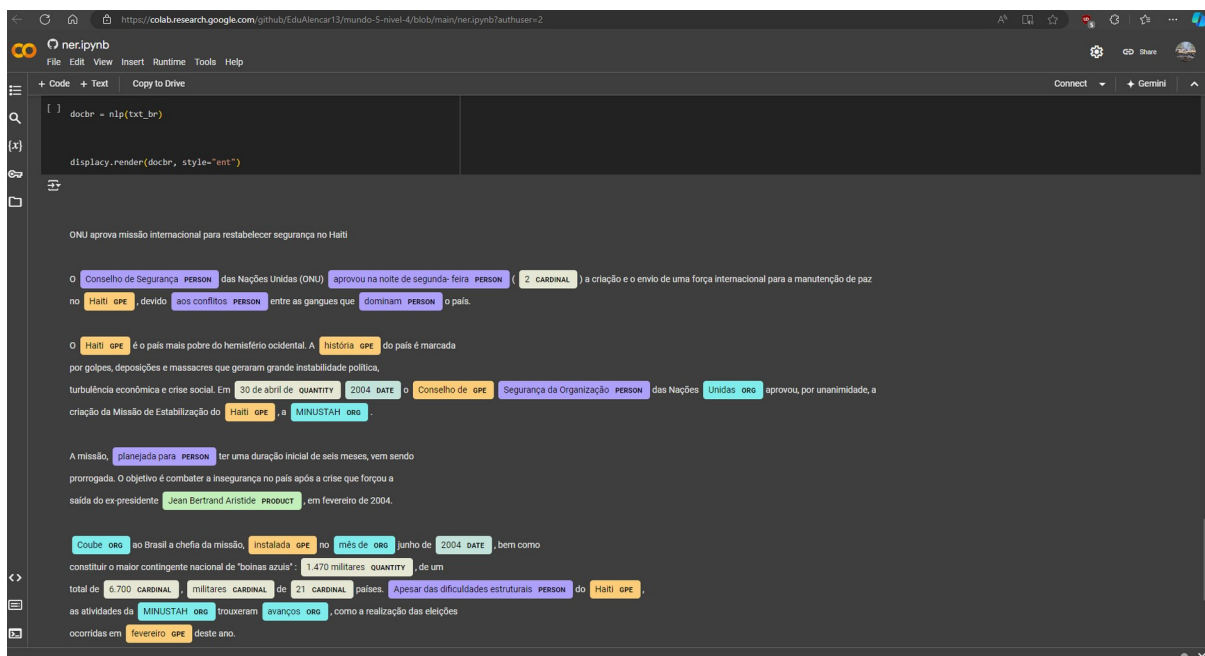 https://colab.research.google.com/github/EduAlencar13/mundo-5-nivel-4/blob/main/ner.ipynb?authuser=2
CO ner.ipynb
File Edit View Insert Runtime Tools Help
Share
+ Code + Text Copy to Drive
Connect Gemini
[ ] docbr = nlp(txt_br)
{x}
displacy.render(docbr, style="ent")
ONU aprova missão internacional para restabelecer segurança no Haiti
O Conselho de Segurança PERSON das Nações Unidas (ONU) aprovou na noite de segunda- feira PERSON ( 2 CARDINAL ) a criação e o envio de uma força internacional para a manutenção de paz
no Haiti GPE , devido aos conflitos PERSON entre as gangues que dominam PERSON o país.
O Haiti GPE é o país mais pobre do hemisfério ocidental. A história GPE do país é marcada
por golpes, deposições e massacres que geraram grande instabilidade política,
turbulência econômica e crise social. Em 30 de abril de QUANTITY 2004 DATE o Conselho de GPE Segurança da Organização PERSON das Nações Unidas ORG aprovou, por unanimidade, a
criação da Missão de Estabilização do Haiti GPE , a MINUSTAH ORG .
A missão, planejada para PERSON ter uma duração inicial de seis meses, vem sendo
prorrogada. O objetivo é combater a insegurança no país após a crise que forçou a
saída do ex-presidente Jean Bertrand Aristide PRODUCT , em fevereiro de 2004.
Coube ORG ao Brasil a chefia da missão, instalada GPE no mês de ORG junho de 2004 DATE , bem como
constituir o maior contingente nacional de "boinas azuis" : 1.470 militares QUANTITY , de um
total de 6.700 CARDINAL , militares CARDINAL de 21 CARDINAL países. Apesar das dificuldades estruturais PERSON do Haiti GPE ,
as atividades da MINUSTAH ORG trouxeram avanços ORG , como a realização das eleições
ocorridas em fevereiro GPE deste ano.